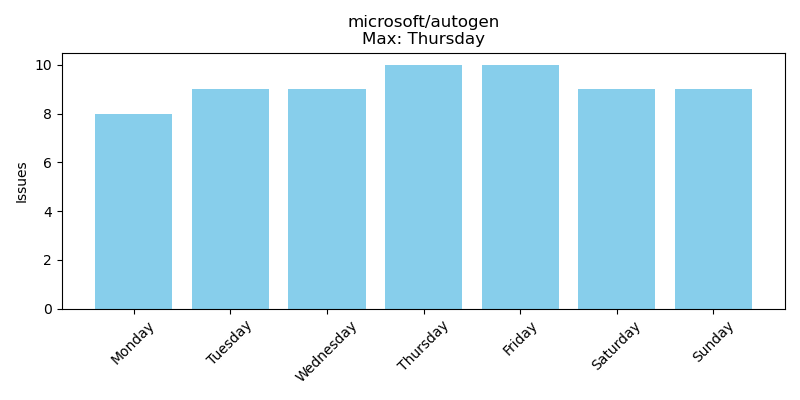 microsoft/autogen
Max: Thursday
Issues
10
8
6
4
2
0
Monday
Tuesday
Wednesday
Thursday
Friday
Saturday
Sunday